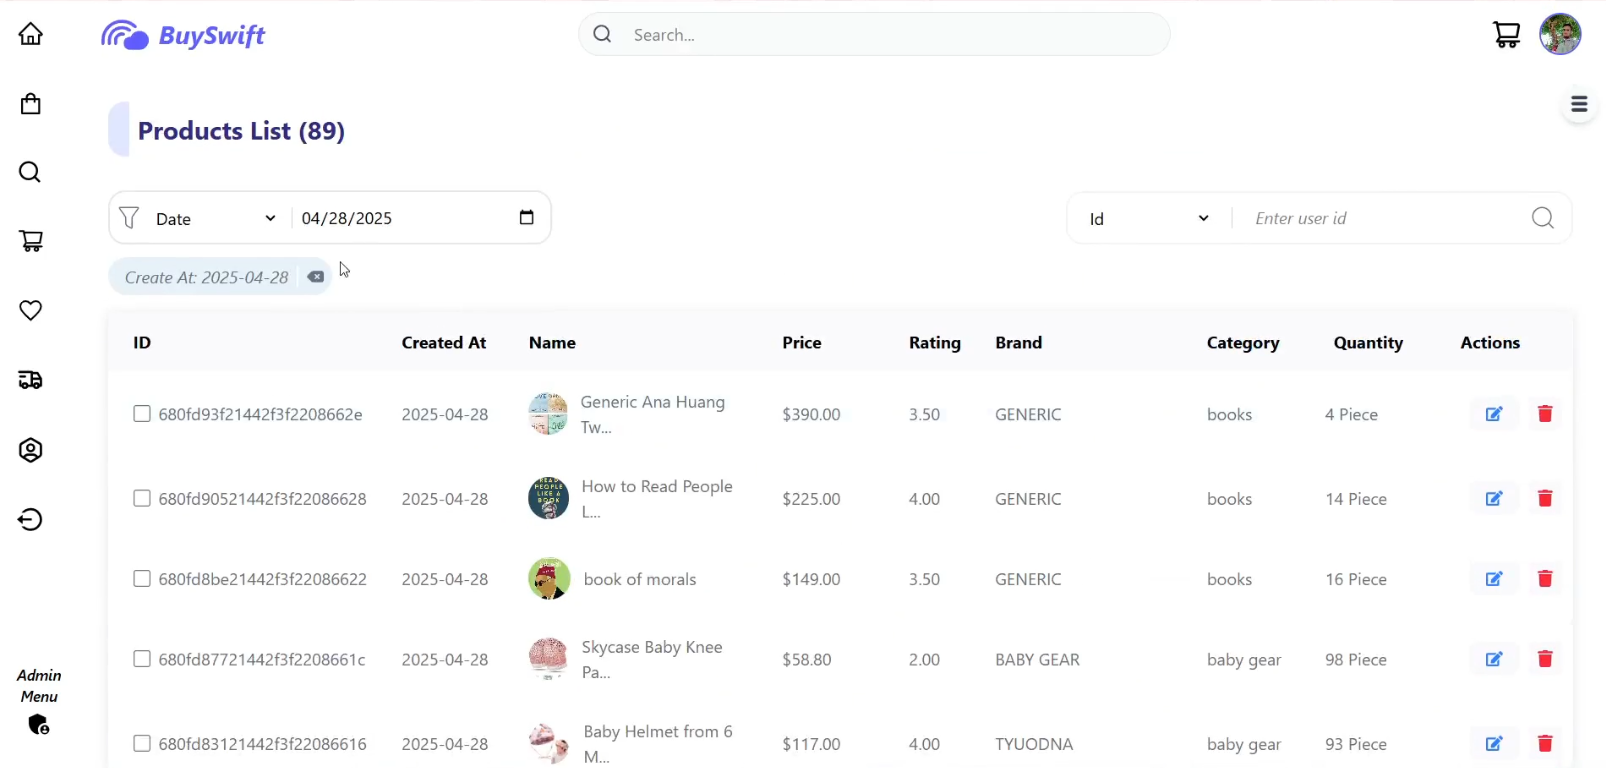 BuySwift
Search...
Products List (89)
Date
04/28/2025
Id
Enter user id
Create At: 2025-04-28
ID Created At Name Price Rating Brand Category Quantity Actions
680fd93f21442f3f2208662e 2025-04-28 Generic Ana Huang $390.00 3.50 GENERIC books 4 Piece
Tw...
680fd90521442f3f22086628 2025-04-28 How to Read People $225.00 4.00 GENERIC books 14 Piece
L...
READ
PEOPLE
LIKE A
BOOK
680fd8be21442f3f22086622 2025-04-28 book of morals $149.00 3.50 GENERIC books 16 Piece
680fd87721442f3f2208661c 2025-04-28 Skycase Baby Knee $58.80 2.00 BABY GEAR baby gear 98 Piece
Pa...
680fd83121442f3f22086616 2025-04-28 Baby Helmet from 6 $117.00 4.00 TYUODNA baby gear 93 Piece
M...
Admin
Menu